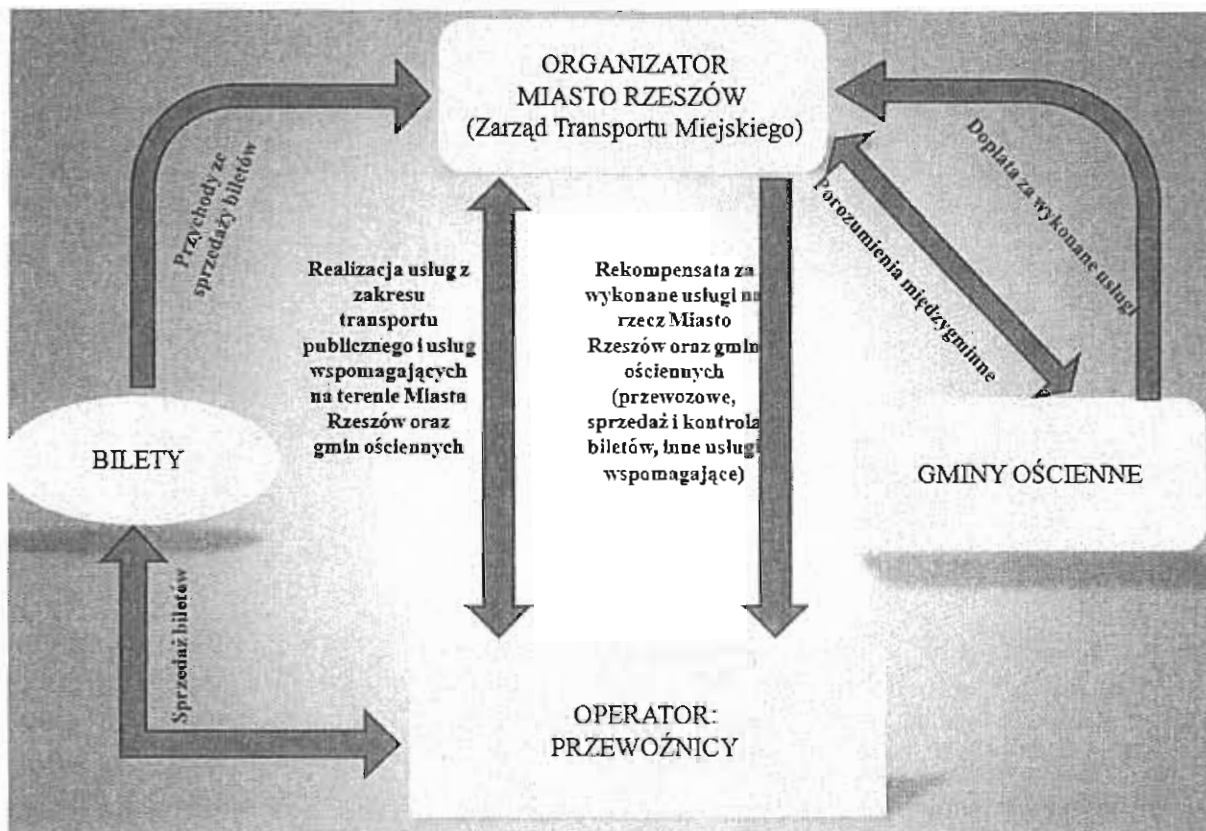 ORGANIZATOR
MIASTO RZESZÓW
(Zarząd Transportu Miejskiego)
Przychody ze
sprzedaży biletów
Dopłata za wykonane usługi
Porozumienia międzygminne
Realizacja usług z
zakresu
transportu
publicznego i usług
wspomagających
na terenie Miasta
Rzeszów oraz
gmin ościennych
Rekompensata za
wykonane usługi na
rzecz Miasto
Rzeszów oraz gmin
ościennych
(przewozowe,
sprzedaż i kontrola
biletów, inne usługi
wspomagające)
BILETY
GMINY OŚCIENNE
Sprzedaż biletów
OPERATOR:
PRZEWOŹNICY